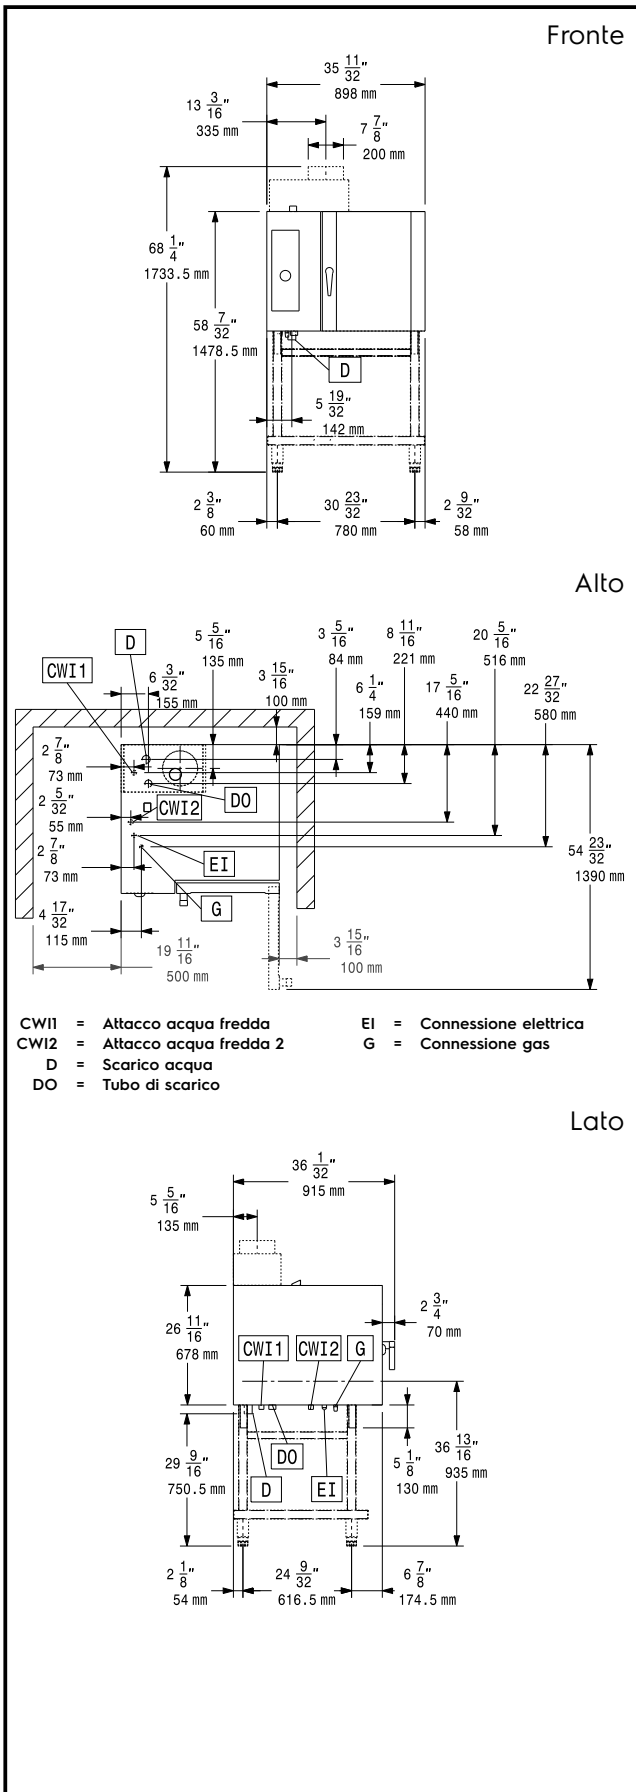 Fronte
35 11/32"
898 mm
13 3/16"
335 mm
7 7/8"
200 mm
68 1/4"
1733.5 mm
58 7/32"
1478.5 mm
D
5 19/32"
142 mm
2 3/8"
60 mm
30 23/32"
780 mm
2 9/32"
58 mm
Alto
D
5 5/16"
135 mm
3 5/16"
84 mm
8 11/16"
221 mm
20 5/16"
516 mm
CWI1
6 3/32"
155 mm
3 15/16"
100 mm
6 1/4"
159 mm
17 5/16"
440 mm
22 27/32"
580 mm
2 7/8"
73 mm
DO
2 5/32"
55 mm
CWI2
2 7/8"
73 mm
EI
54 23/32"
1390 mm
G
4 17/32"
115 mm
19 11/16"
500 mm
3 15/16"
100 mm
CWI1 = Attacco acqua fredda
CWI2 = Attacco acqua fredda 2
D = Scarico acqua
DO = Tubo di scarico
EI = Connessione elettrica
G = Connessione gas
Lato
36 1/32"
915 mm
5 5/16"
135 mm
2 3/4"
70 mm
26 11/16"
678 mm
CWI1
CWI2
G
DO
36 13/16"
935 mm
29 9/16"
750.5 mm
D
EI
5 1/8"
130 mm
2 1/8"
54 mm
24 9/32"
616.5 mm
6 7/8"
174.5 mm